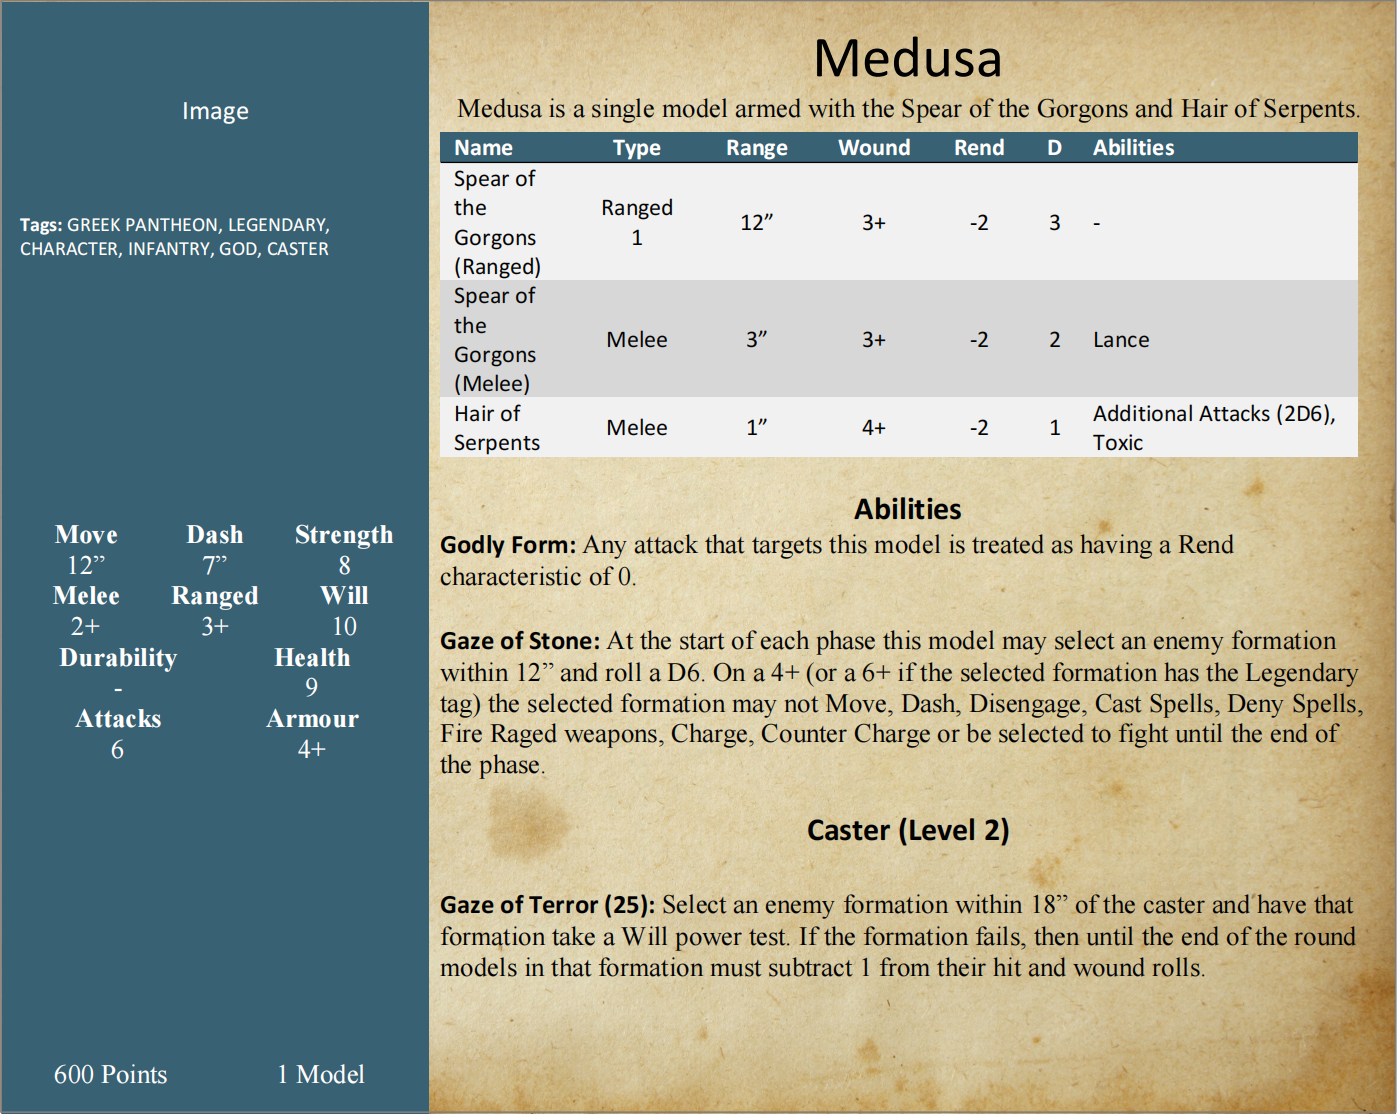 Image
Tags: GREEK PANTHEON, LEGENDARY,
CHARACTER, INFANTRY, GOD, CASTER
Move Dash Strength
12” 7” 8
Melee Ranged Will
2+ 3+ 10
Durability Health
- 9
Attacks Armour
6 4+
600 Points 1 Model
Medusa
Medusa is a single model armed with the Spear of the Gorgons and Hair of Serpents.
Name Type Range Wound Rend D Abilities
Spear of
the
Gorgons
(Ranged)
Ranged
1
12” 3+ -2 3 -
Spear of
the
Gorgons
(Melee)
Melee 3” 3+ -2 2 Lance
Hair of
Serpents
Melee 1” 4+ -2 1
Additional Attacks (2D6),
Toxic
Abilities
Godly Form: Any attack that targets this model is treated as having a Rend
characteristic of 0.
Gaze of Stone: At the start of each phase this model may select an enemy formation
within 12” and roll a D6. On a 4+ (or a 6+ if the selected formation has the Legendary
tag) the selected formation may not Move, Dash, Disengage, Cast Spells, Deny Spells,
Fire Raged weapons, Charge, Counter Charge or be selected to fight until the end of
the phase.
Caster (Level 2)
Gaze of Terror (25): Select an enemy formation within 18” of the caster and have that
formation take a Will power test. If the formation fails, then until the end of the round
models in that formation must subtract 1 from their hit and wound rolls.